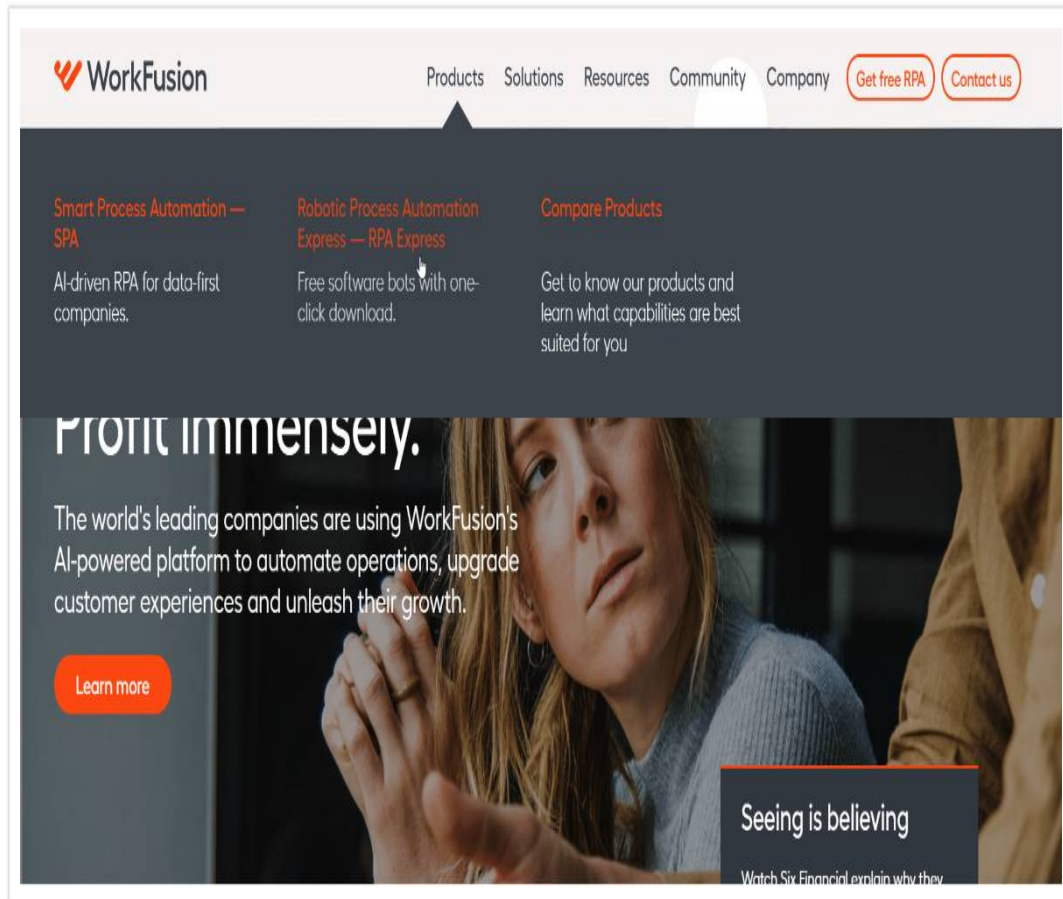 WorkFusion
Products Solutions Resources Community Company Get free RPA Contact us
Smart Process Automation —
SPA
AI-driven RPA for data-first
companies.
Robotic Process Automation
Express — RPA Express
Free software bots with one-
click download.
Compare Products
Get to know our products and
learn what capabilities are best
suited for you
Profit immensely.
The world's leading companies are using WorkFusion's
AI-powered platform to automate operations, upgrade
customer experiences and unleash their growth.
Learn more
Seeing is believing
Watch Six Financial explain why they